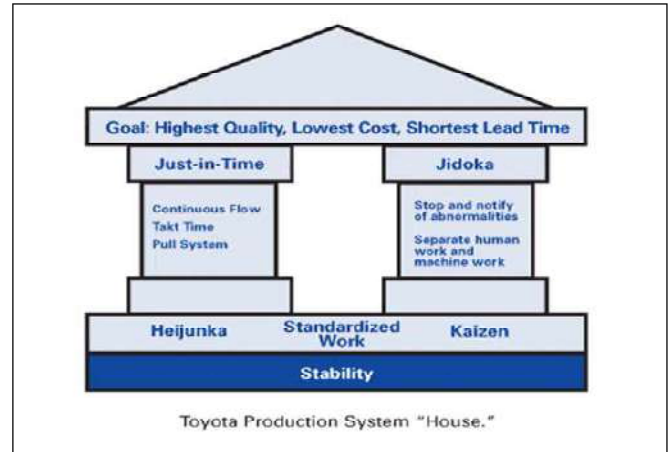 Goal: Highest Quality, Lowest Cost, Shortest Lead Time
Just-in-Time
Jidoka
Continuous Flow
Takt Time
Pull System
Stop and notify
of abnormalities
Separate human
work and
machine work
Heijunka
Standardized
Work
Kaizen
Stability
Toyota Production System "House."